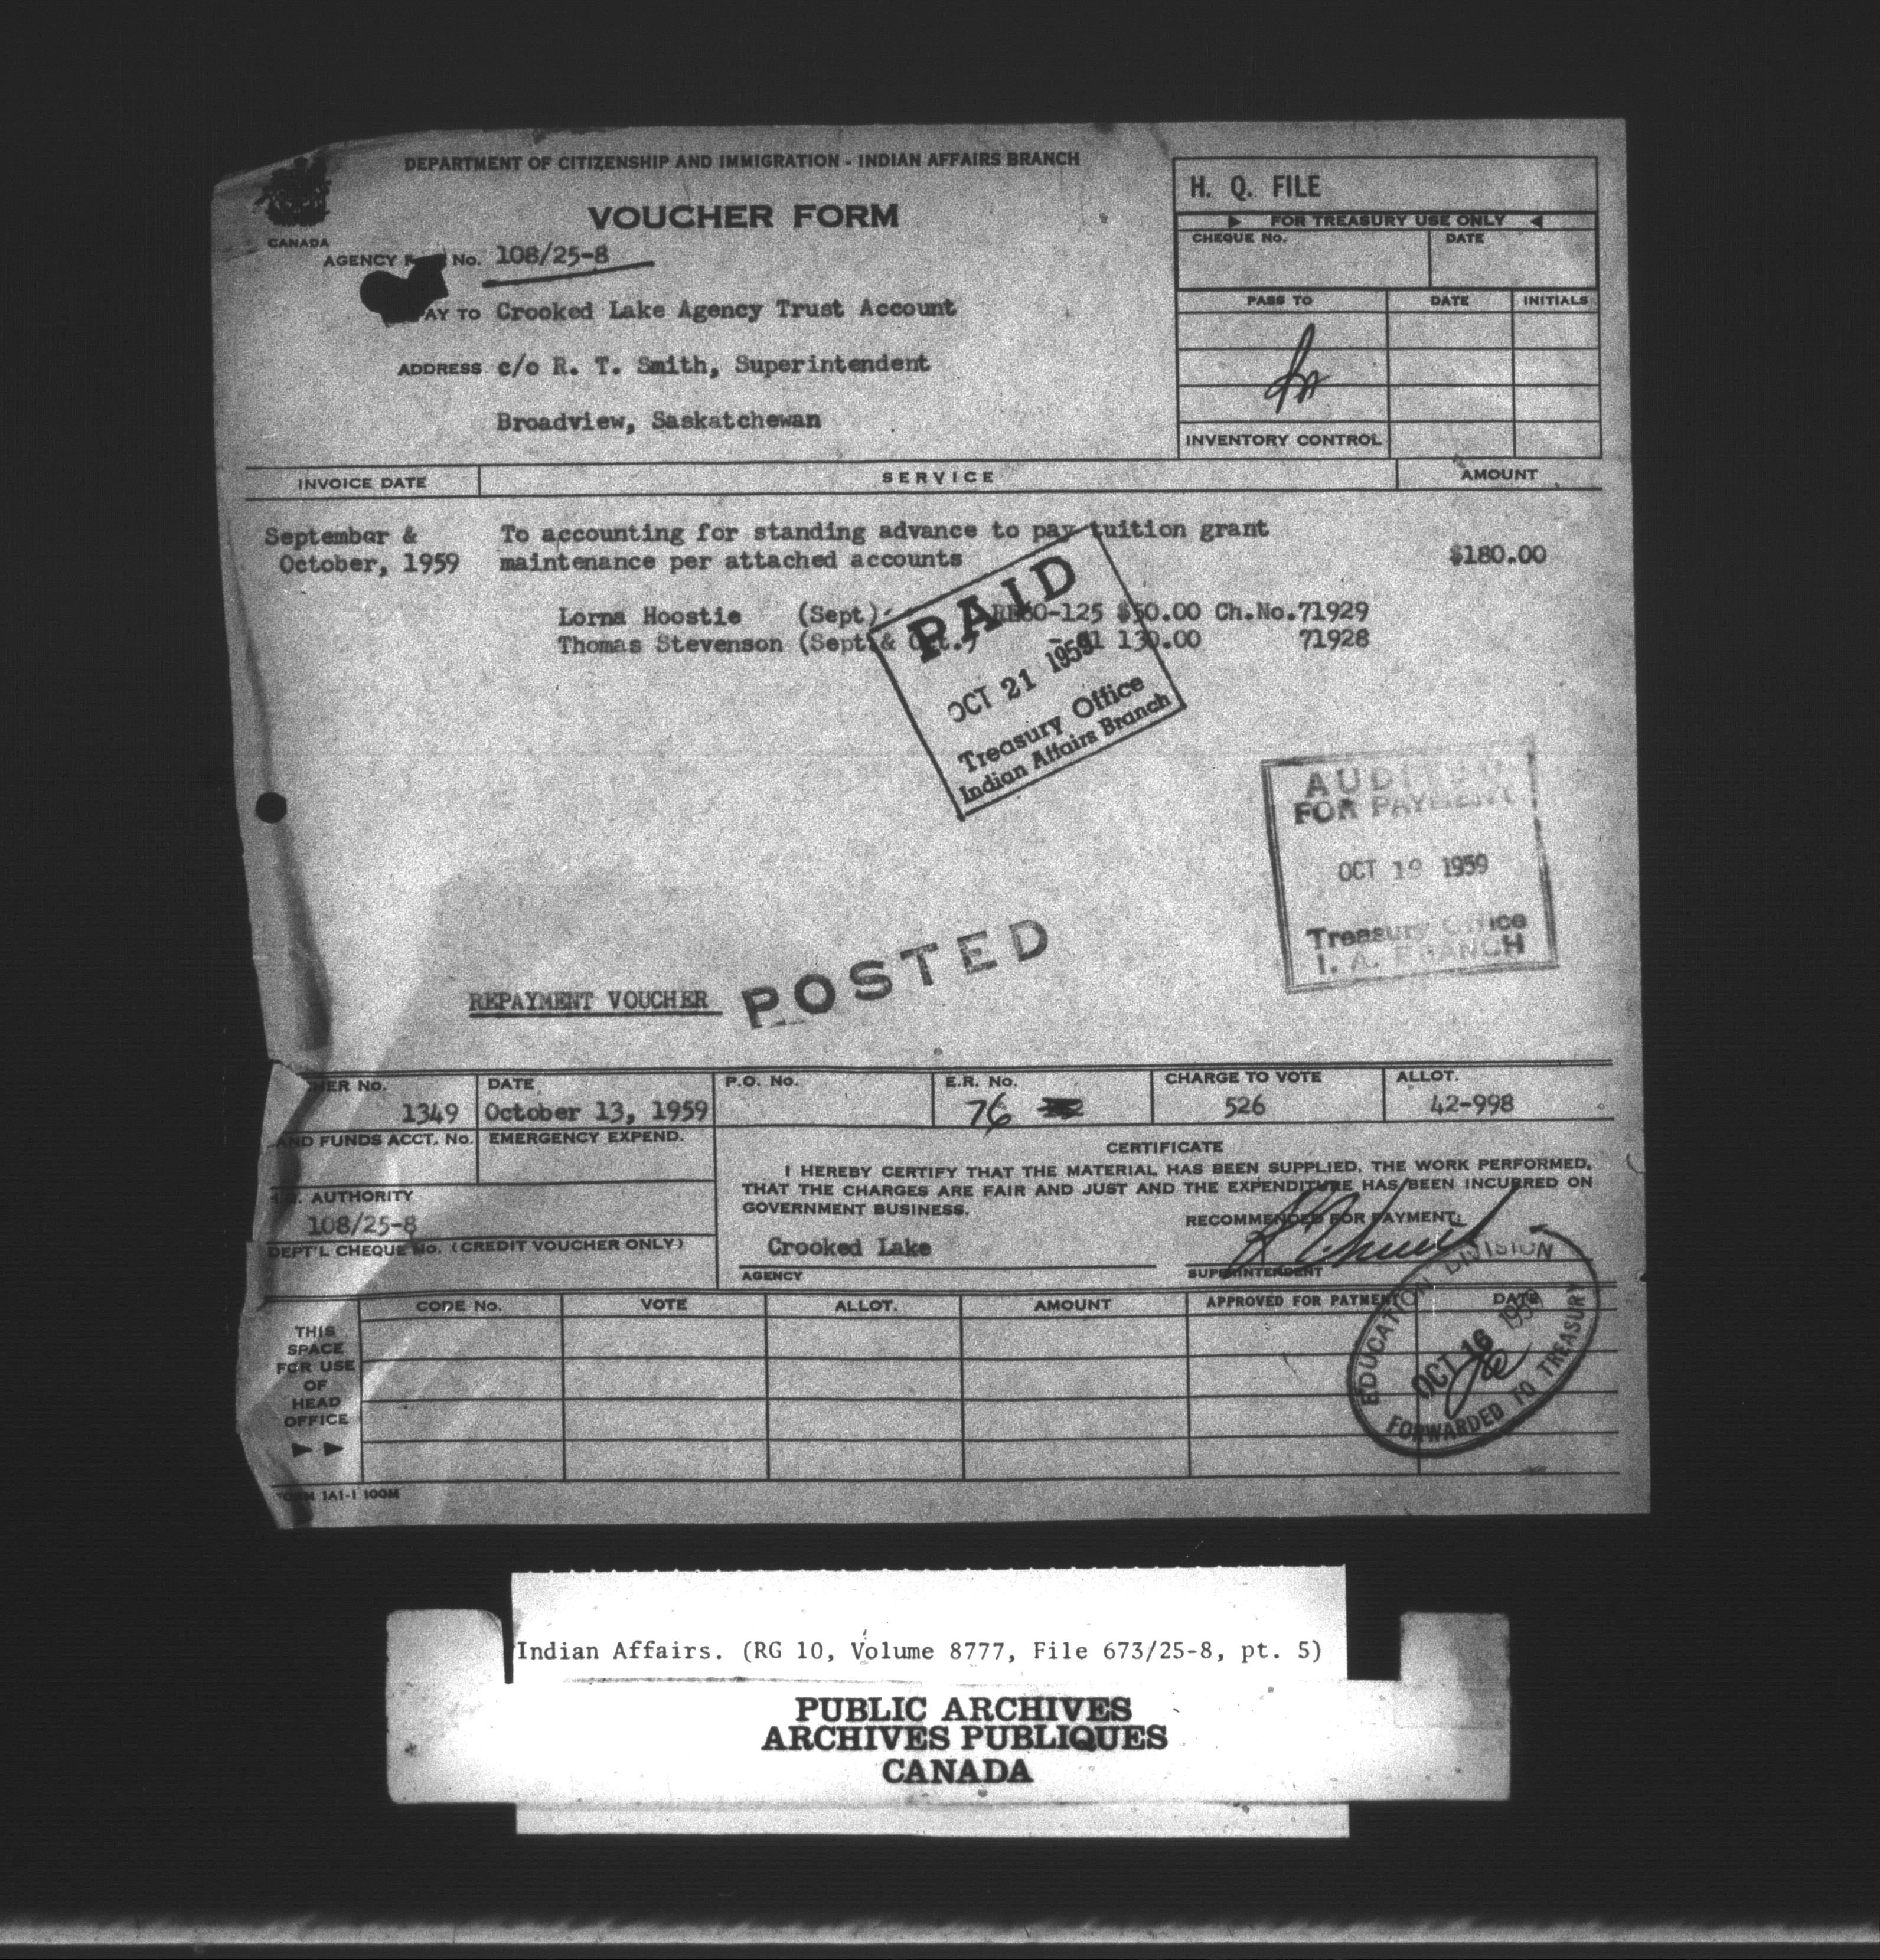 DEPARTMENT OF CITIZENSHIP AND IMMIGRATION - INDIAN AFFAIRS BRANCH
VOUCHER FORM
CANADA
AGENCY No. 108/25-8
PAY TO Crooked Lake Agency Trust Account
ADDRESS c/o R. T. Smith, Superintendent
Broadview, Saskatchewan
H. Q. FILE
FOR TREASURY USE ONLY
CHEQUE No. DATE
PASS TO DATE INITIALS
INVENTORY CONTROL
INVOICE DATE SERVICE AMOUNT
September & To accounting for standing advance to pay tuition grant
October, 1959 maintenance per attached accounts $180.00
Lorna Hoostie (Sept) -125 $50.00 Ch.No.71929
Thomas Stevenson (Sept & Oct.) 130.00 71928
PAID
OCT 21 1959
Treasury Office
Indian Affairs Branch
AUDITED
FOR PAYMENT
OCT 19 1959
Treasury Office
I. A. BRANCH
REPAYMENT VOUCHER
POSTED
HER No. DATE P.O. No. E.R. No. CHARGE TO VOTE ALLOT.
1349 October 13, 1959 76 526 42-998
AND FUNDS ACCT. No. EMERGENCY EXPEND.
CERTIFICATE
I HEREBY CERTIFY THAT THE MATERIAL HAS BEEN SUPPLIED, THE WORK PERFORMED,
THAT THE CHARGES ARE FAIR AND JUST AND THE EXPENDITURE HAS BEEN INCURRED ON
GOVERNMENT BUSINESS.
AUTHORITY
108/25-8
RECOMMENDED FOR PAYMENT:
DEPT'L CHEQUE No. (CREDIT VOUCHER ONLY)
Crooked Lake
AGENCY
SUPERINTENDENT
EDUCATION DIVISION
OCT 16 1959
FORWARDED TO TREASURY
CODE No. VOTE ALLOT. AMOUNT APPROVED FOR PAYMENT DATE
THIS
SPACE
FOR USE
OF
HEAD
OFFICE
FORM 1A1-1 100M
Indian Affairs. (RG 10, Volume 8777, File 673/25-8, pt. 5)
PUBLIC ARCHIVES
ARCHIVES PUBLIQUES
CANADA